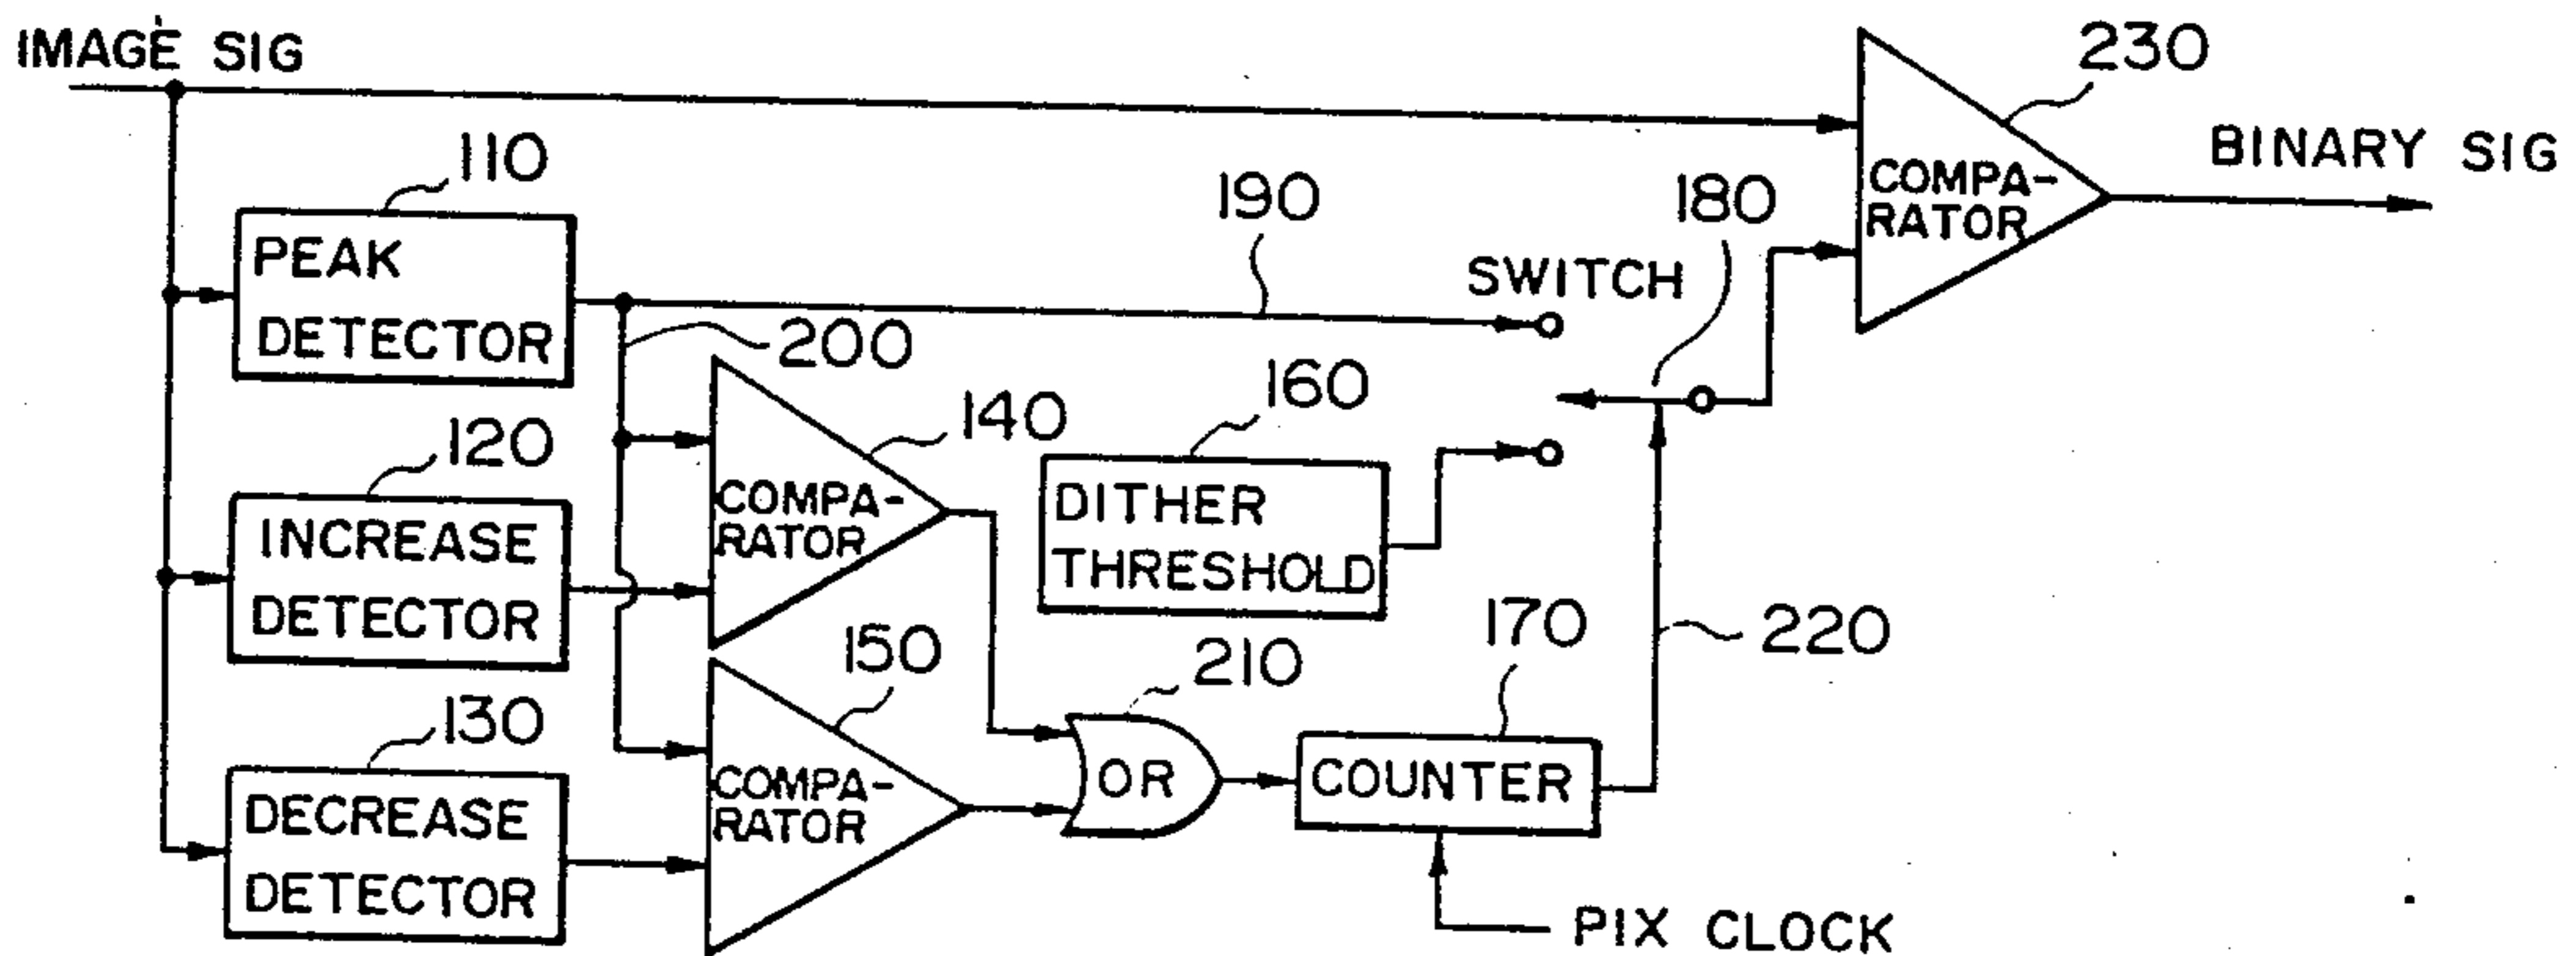 IMAGE SIG
230
BINARY SIG
COMPA-
RATOR
110
190
180
SWITCH
PEAK
DETECTOR
200
160
140
120
COMPA-
RATOR
DITHER
THRESHOLD
INCREASE
DETECTOR
150
210
170
220
130
COMPA-
RATOR
OR
COUNTER
DECREASE
DETECTOR
PIX CLOCK